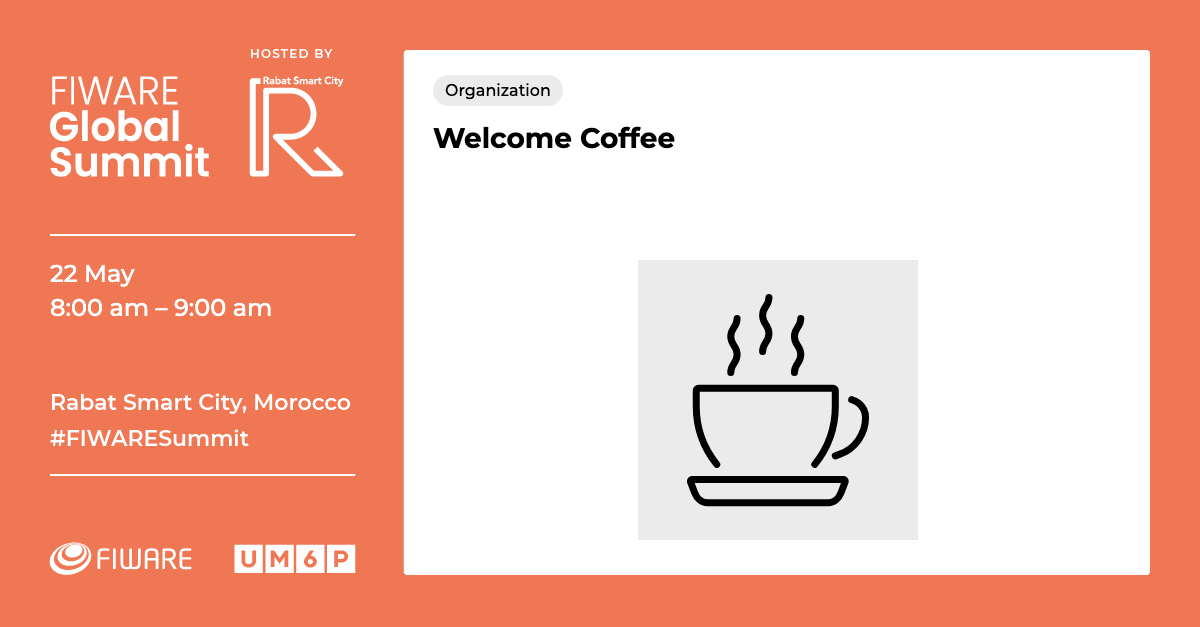 HOSTED BY
FIWARE
Global
Summit
Rabat Smart City
R
22 May
8:00 am – 9:00 am
Rabat Smart City, Morocco
#FIWARESummit
FIWARE
UM6P
Organization
Welcome Coffee